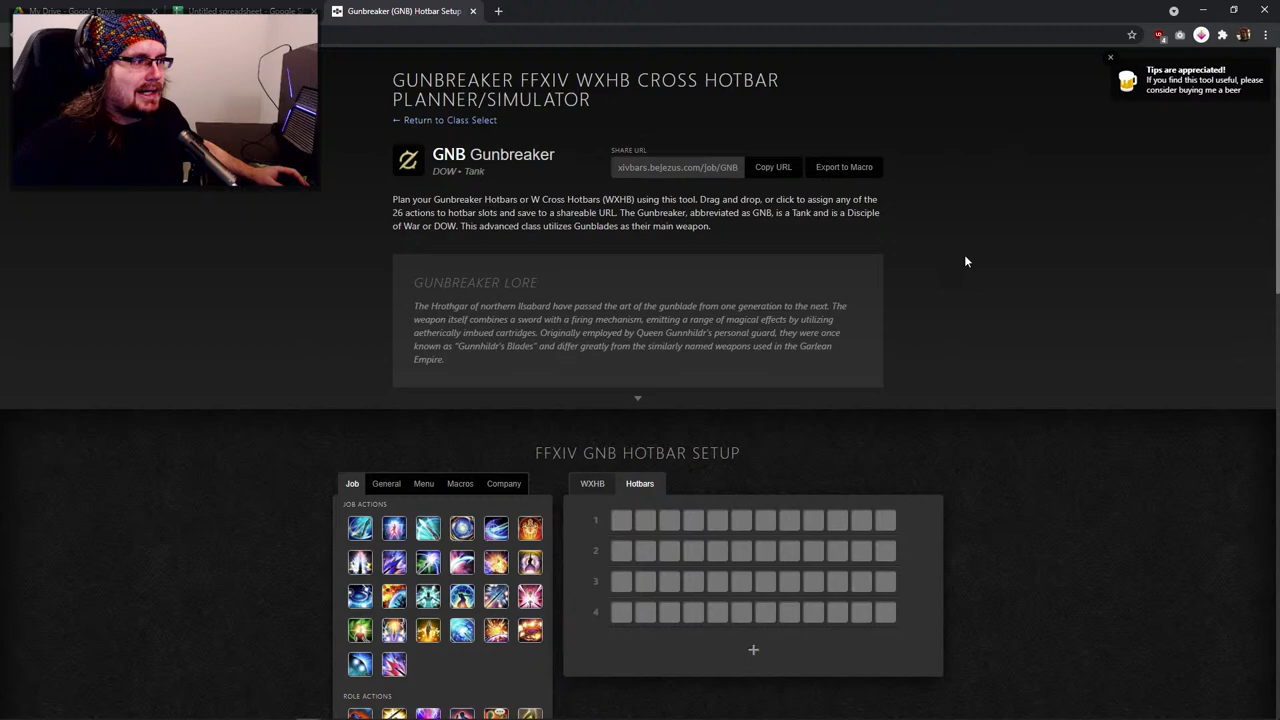 My Drive - Google Drive
Untitled spreadsheet - Google S
Gunbreaker (GNB) Hotbar Setup
GUNBREAKER FFXIV WXHB CROSS HOTBAR
PLANNER/SIMULATOR
← Return to Class Select
Tips are appreciated!
If you find this tool useful, please
consider buying me a beer
GNB Gunbreaker
DOW • Tank
SHARE URL
xivbars.bejezus.com/job/GNB
Copy URL
Export to Macro
Plan your Gunbreaker Hotbars or W Cross Hotbars (WXHB) using this tool. Drag and drop, or click to assign any of the
26 actions to hotbar slots and save to a shareable URL. The Gunbreaker, abbreviated as GNB, is a Tank and is a Disciple
of War or DOW. This advanced class utilizes Gunblades as their main weapon.
GUNBREAKER LORE
The Hrothgar of northern Ilsabard have passed the art of the gunblade from one generation to the next. The
weapon itself combines a sword with a firing mechanism, emitting a range of magical effects by utilizing
aetherically imbued cartridges. Originally employed by Queen Gunnhildr's personal guard, they were once
known as "Gunnhildr's Blades" and differ greatly from the similarly named weapons used in the Garlean
Empire.
FFXIV GNB HOTBAR SETUP
Job
General
Menu
Macros
Company
WXHB
Hotbars
JOB ACTIONS
1
2
3
4
ROLE ACTIONS